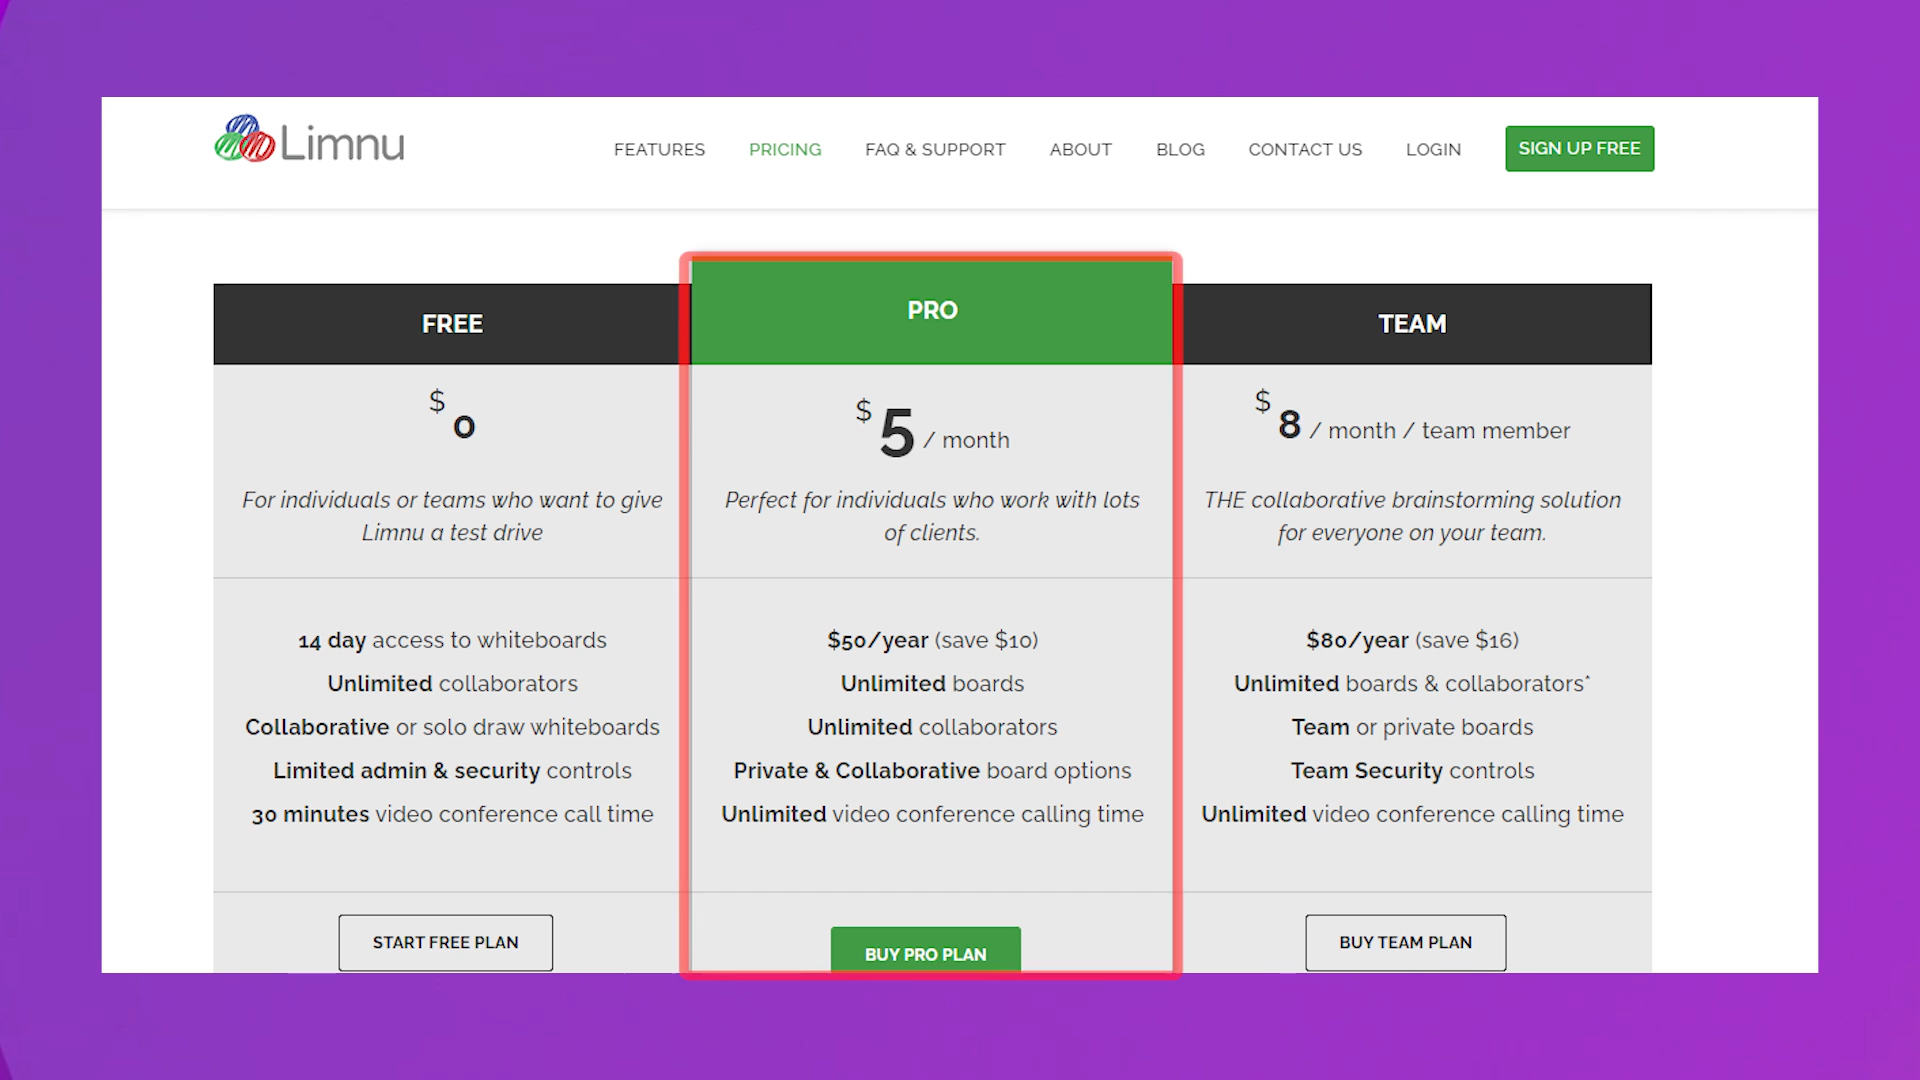 Limnu
FEATURES
PRICING
FAQ & SUPPORT
ABOUT
BLOG
CONTACT US
LOGIN
SIGN UP FREE
FREE
$ 0
For individuals or teams who want to give
Limnu a test drive
14 day access to whiteboards
Unlimited collaborators
Collaborative or solo draw whiteboards
Limited admin & security controls
30 minutes video conference call time
START FREE PLAN
PRO
$ 5 / month
Perfect for individuals who work with lots
of clients.
$50/year (save $10)
Unlimited boards
Unlimited collaborators
Private & Collaborative board options
Unlimited video conference calling time
BUY PRO PLAN
TEAM
$ 8 / month / team member
THE collaborative brainstorming solution
for everyone on your team.
$80/year (save $16)
Unlimited boards & collaborators*
Team or private boards
Team Security controls
Unlimited video conference calling time
BUY TEAM PLAN